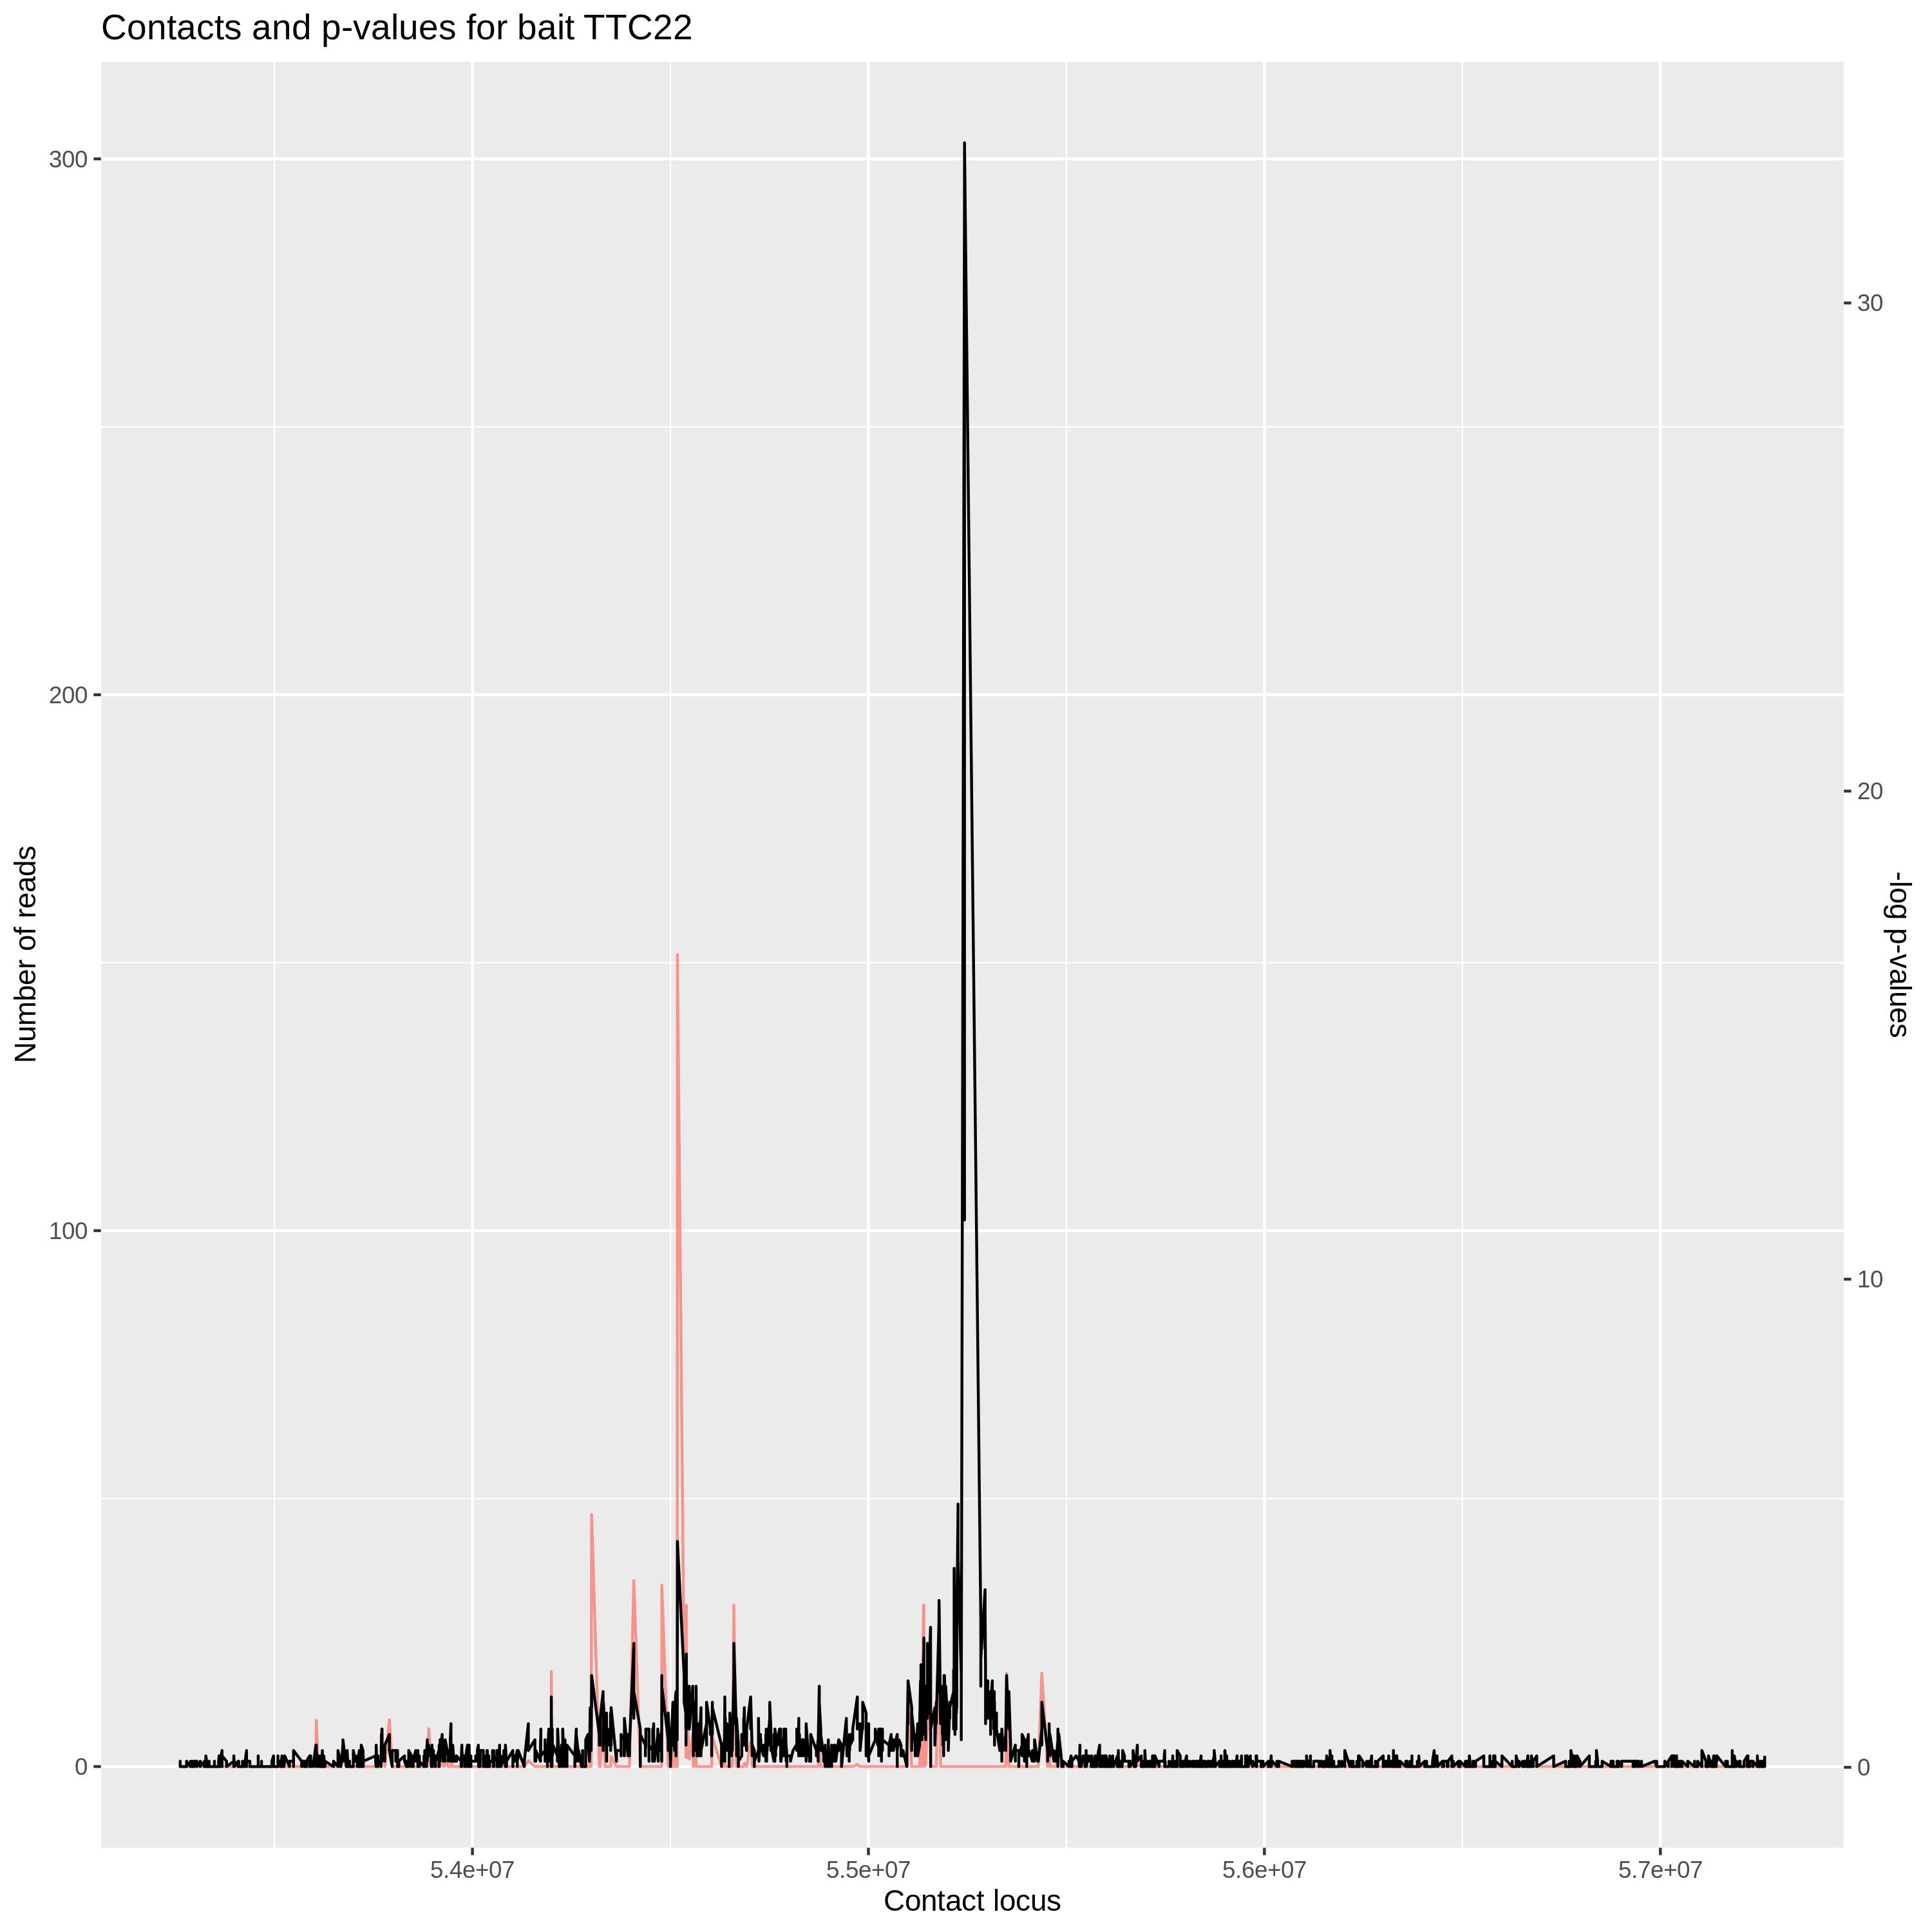 Contacts and p-values for bait TTC22
300
200
100
0
Number of reads
30
20
10
0
-log p-values
5.4e+07
5.5e+07
5.6e+07
5.7e+07
Contact locus